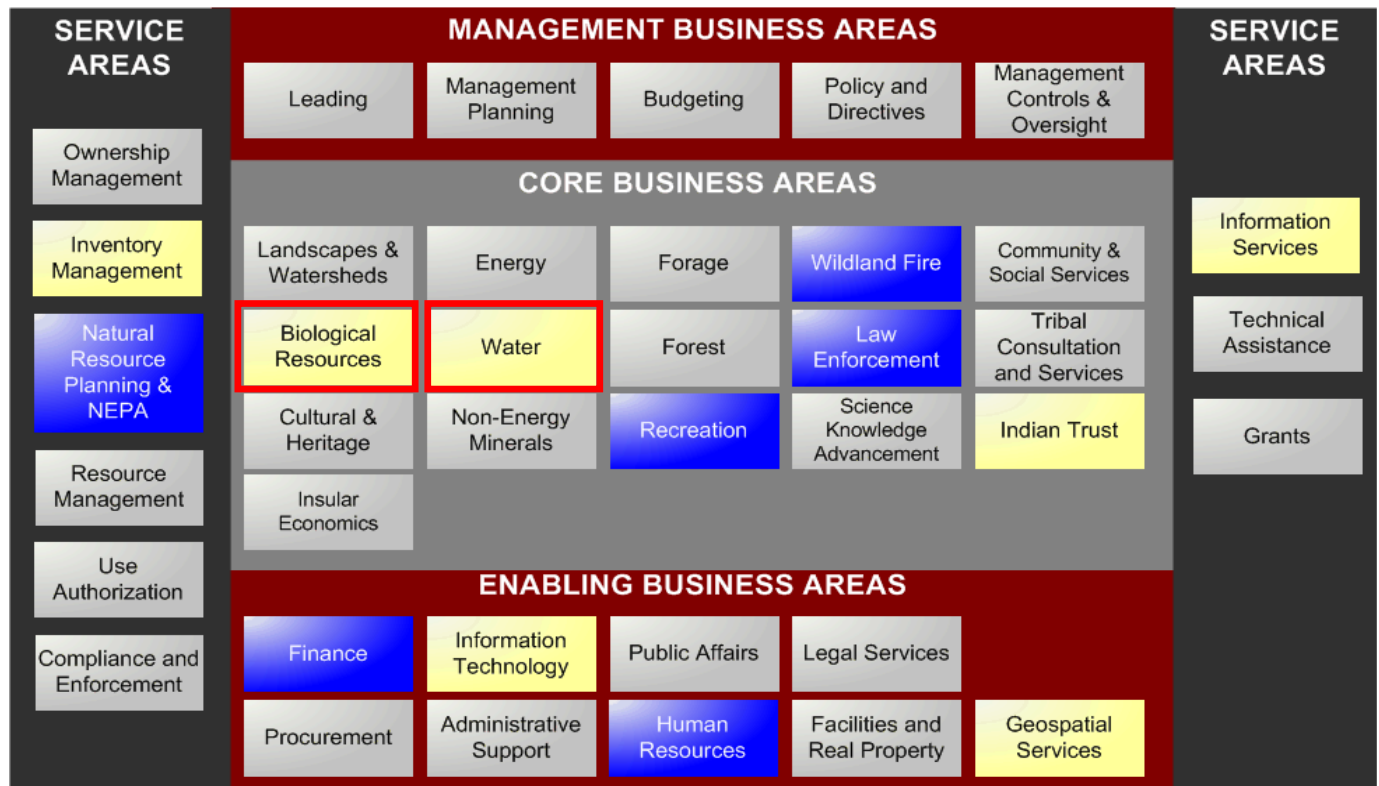 SERVICE
AREAS
Ownership
Management
Inventory
Management
Natural
Resource
Planning &
NEPA
Resource
Management
Use
Authorization
Compliance and
Enforcement
MANAGEMENT BUSINESS AREAS
Leading
Management
Planning
Budgeting
Policy and
Directives
Management
Controls &
Oversight
CORE BUSINESS AREAS
Landscapes &
Watersheds
Energy
Forage
Wildland Fire
Community &
Social Services
Biological
Resources
Water
Forest
Law
Enforcement
Tribal
Consultation
and Services
Cultural &
Heritage
Non-Energy
Minerals
Recreation
Science
Knowledge
Advancement
Indian Trust
Insular
Economics
ENABLING BUSINESS AREAS
Finance
Information
Technology
Public Affairs
Legal Services
Procurement
Administrative
Support
Human
Resources
Facilities and
Real Property
Geospatial
Services
SERVICE
AREAS
Information
Services
Technical
Assistance
Grants